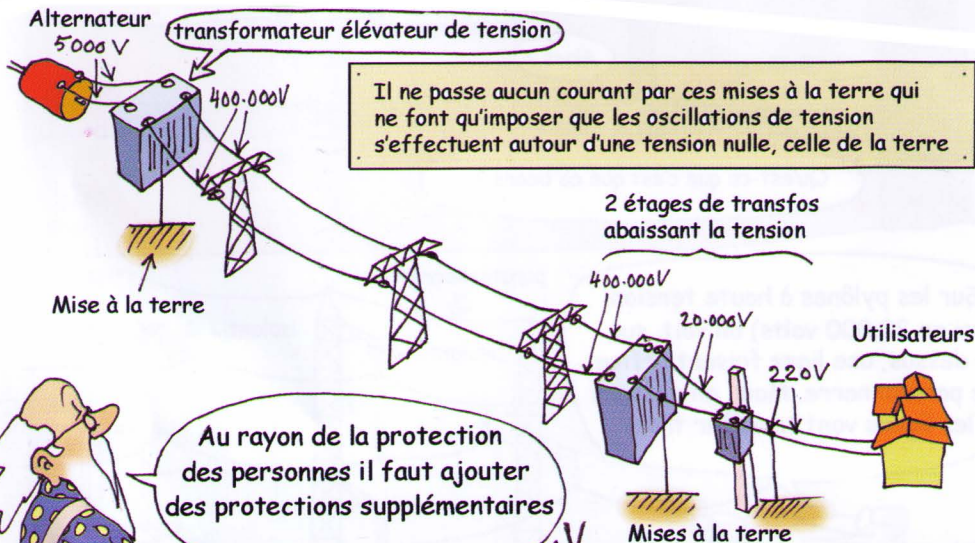 Alternateur
5000 V
transformateur élévateur de tension
400.000V
Il ne passe aucun courant par ces mises à la terre qui
ne font qu'imposer que les oscillations de tension
s'effectuent autour d'une tension nulle, celle de la terre
2 étages de transfos
abaissant la tension
Mise à la terre
400.000V
20.000V
220V
Utilisateurs
Au rayon de la protection
des personnes il faut ajouter
des protections supplémentaires
Mises à la terre